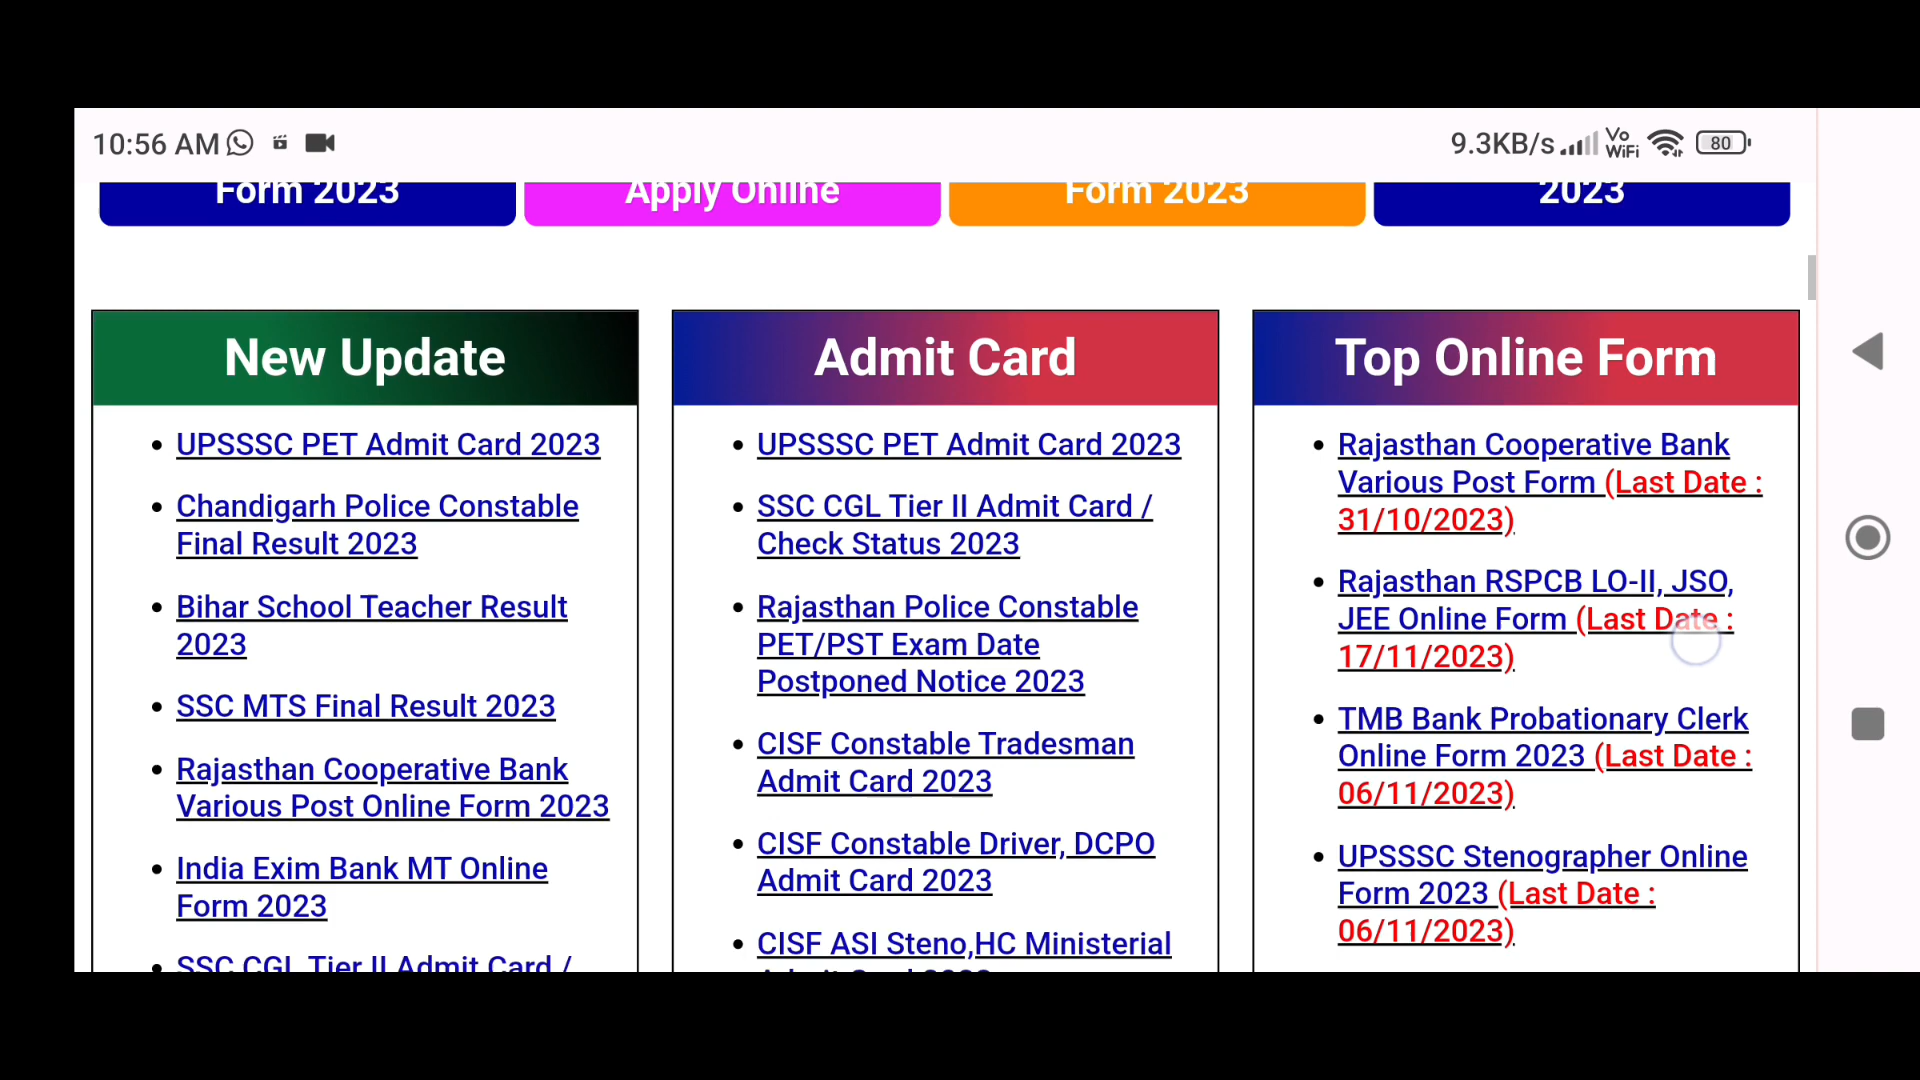 10:56 AM
9.3KB/s
Vo
WiFi
80
Form 2023
Apply Online
Form 2023
2023
New Update
UPSSSC PET Admit Card 2023
Chandigarh Police Constable
Final Result 2023
Bihar School Teacher Result
2023
SSC MTS Final Result 2023
Rajasthan Cooperative Bank
Various Post Online Form 2023
India Exim Bank MT Online
Form 2023
SSC CGL Tier II Admit Card /
Admit Card
UPSSSC PET Admit Card 2023
SSC CGL Tier II Admit Card /
Check Status 2023
Rajasthan Police Constable
PET/PST Exam Date
Postponed Notice 2023
CISF Constable Tradesman
Admit Card 2023
CISF Constable Driver, DCPO
Admit Card 2023
CISF ASI Steno,HC Ministerial
Top Online Form
Rajasthan Cooperative Bank
Various Post Form (Last Date :
31/10/2023)
Rajasthan RSPCB LO-II, JSO,
JEE Online Form (Last Date :
17/11/2023)
TMB Bank Probationary Clerk
Online Form 2023 (Last Date :
06/11/2023)
UPSSSC Stenographer Online
Form 2023 (Last Date :
06/11/2023)